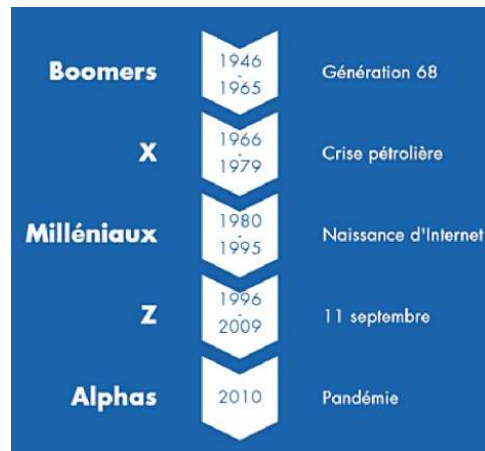 Boomers
1946
-
1965
Génération 68
X
1966
-
1979
Crise pétrolière
Milléniaux
1980
-
1995
Naissance d'Internet
Z
1996
-
2009
11 septembre
Alphas
2010
Pandémie